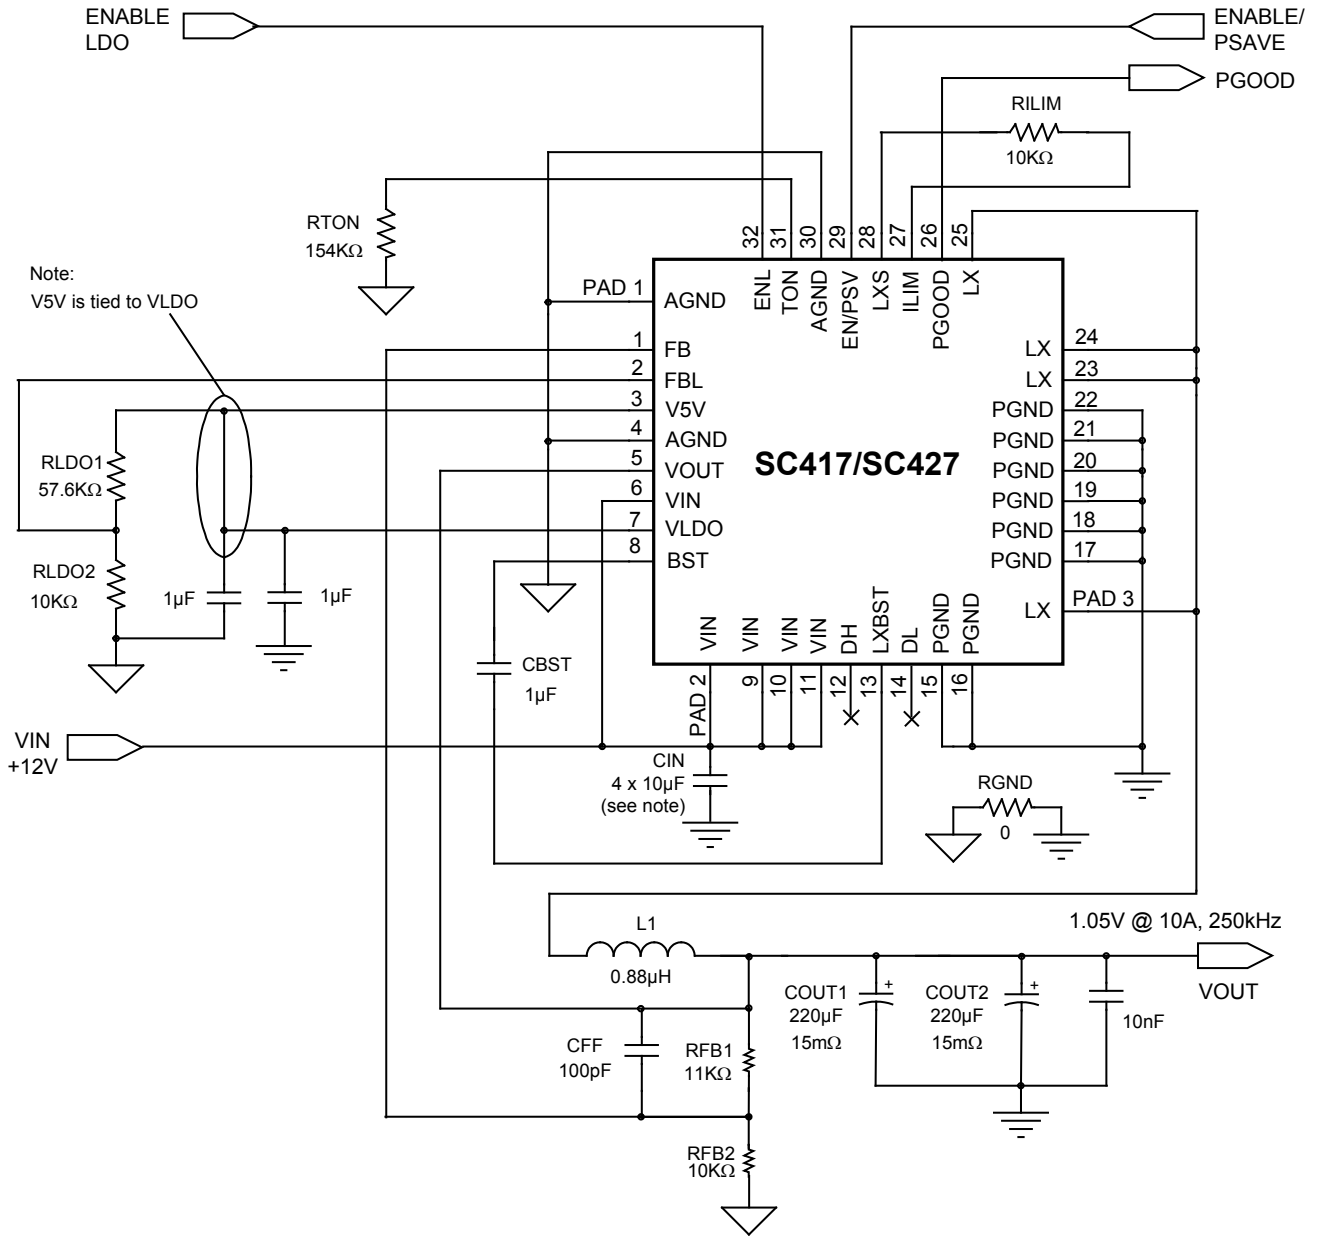 ENABLE
LDO
ENABLE/
PSAVE
PGOOD
RILIM
10KΩ
RTON
154KΩ
Note:
V5V is tied to VLDO
32
31
30
29
28
27
26
25
ENL
TON
AGND
EN/PSV
LXS
ILIM
PGOOD
LX
PAD 1
AGND
1
FB
2
FBL
3
V5V
4
AGND
5
VOUT
6
VIN
7
VLDO
8
BST
SC417/SC427
LX
24
LX
23
PGND
22
PGND
21
PGND
20
PGND
19
PGND
18
PGND
17
LX
PAD 3
VIN
VIN
VIN
VIN
DH
LXBST
DL
PGND
PGND
PAD 2
9
10
11
12
13
14
15
16
RLDO1
57.6KΩ
RLDO2
10KΩ
1µF
1µF
CBST
1µF
VIN
+12V
CIN
4 x 10µF
(see note)
RGND
0
L1
0.88µH
1.05V @ 10A, 250kHz
VOUT
COUT1
+
220µF
15mΩ
COUT2
+
220µF
15mΩ
10nF
CFF
100pF
RFB1
11KΩ
RFB2
10KΩ